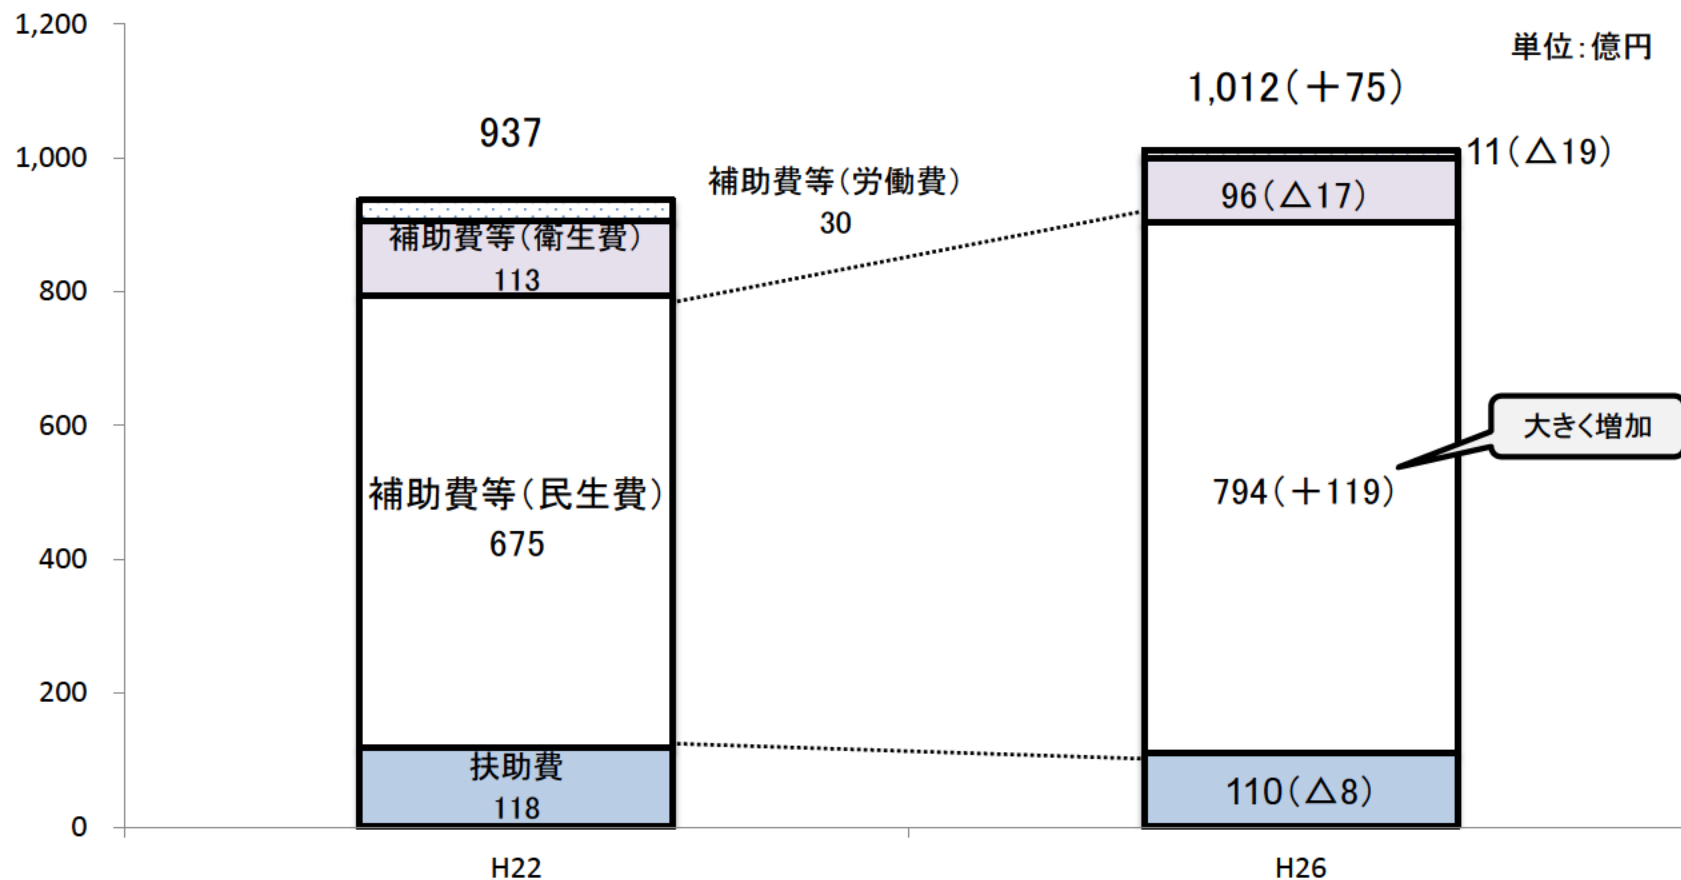 単位：億円
1,200
1,000
800
600
400
200
0
937
補助費等（衛生費）
113
補助費等（民生費）
675
扶助費
118
補助費等（労働費）
30
1,012（＋75）
11（△19）
96（△17）
794（＋119）
大きく増加
110（△8）
H22
H26